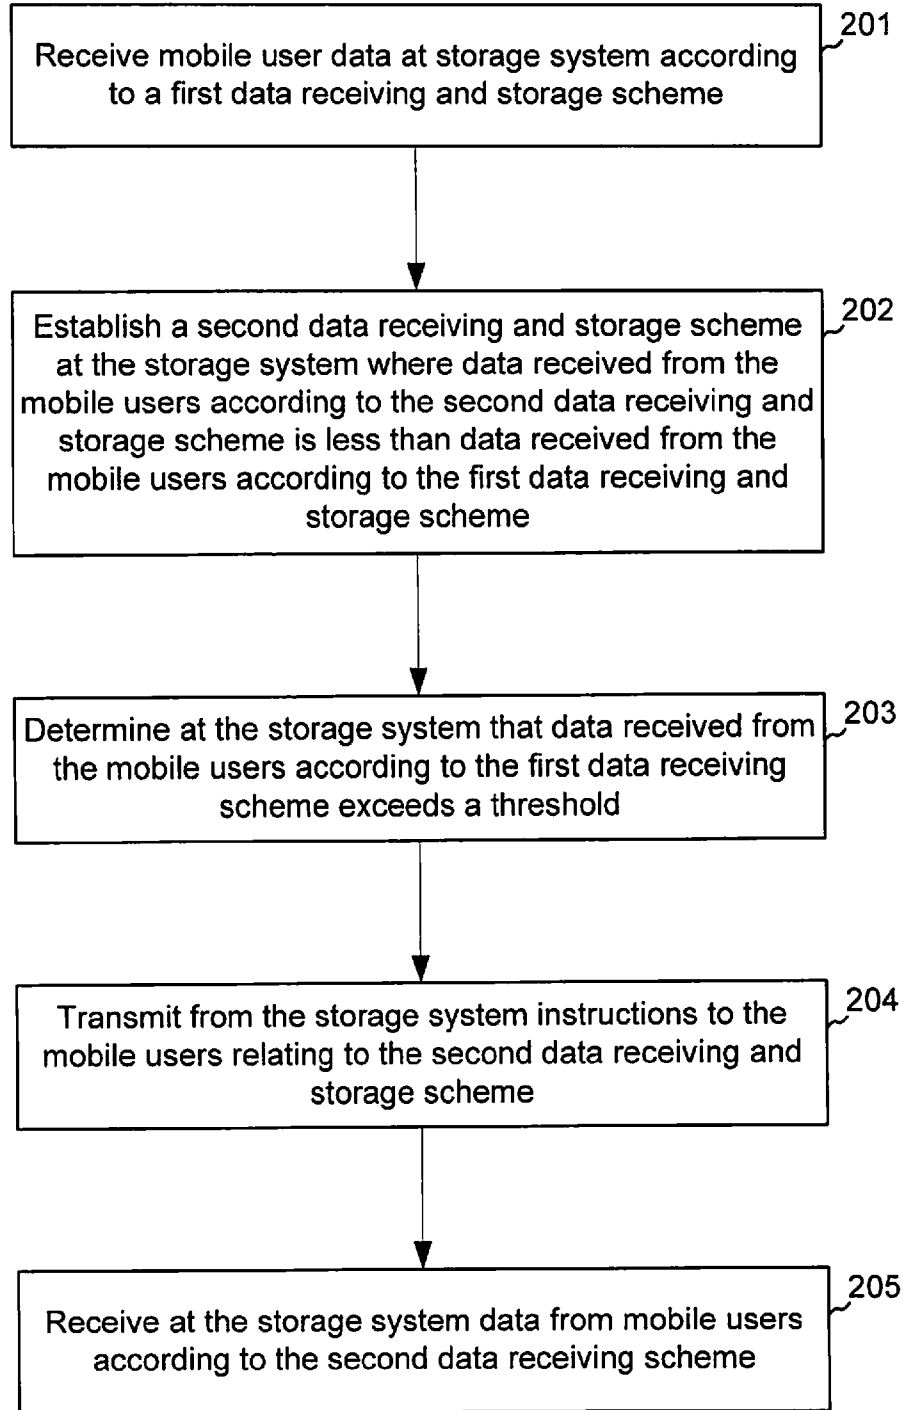 201
Receive mobile user data at storage system according
to a first data receiving and storage scheme
202
Establish a second data receiving and storage scheme
at the storage system where data received from the
mobile users according to the second data receiving and
storage scheme is less than data received from the
mobile users according to the first data receiving and
storage scheme
203
Determine at the storage system that data received from
the mobile users according to the first data receiving
scheme exceeds a threshold
204
Transmit from the storage system instructions to the
mobile users relating to the second data receiving and
storage scheme
205
Receive at the storage system data from mobile users
according to the second data receiving scheme